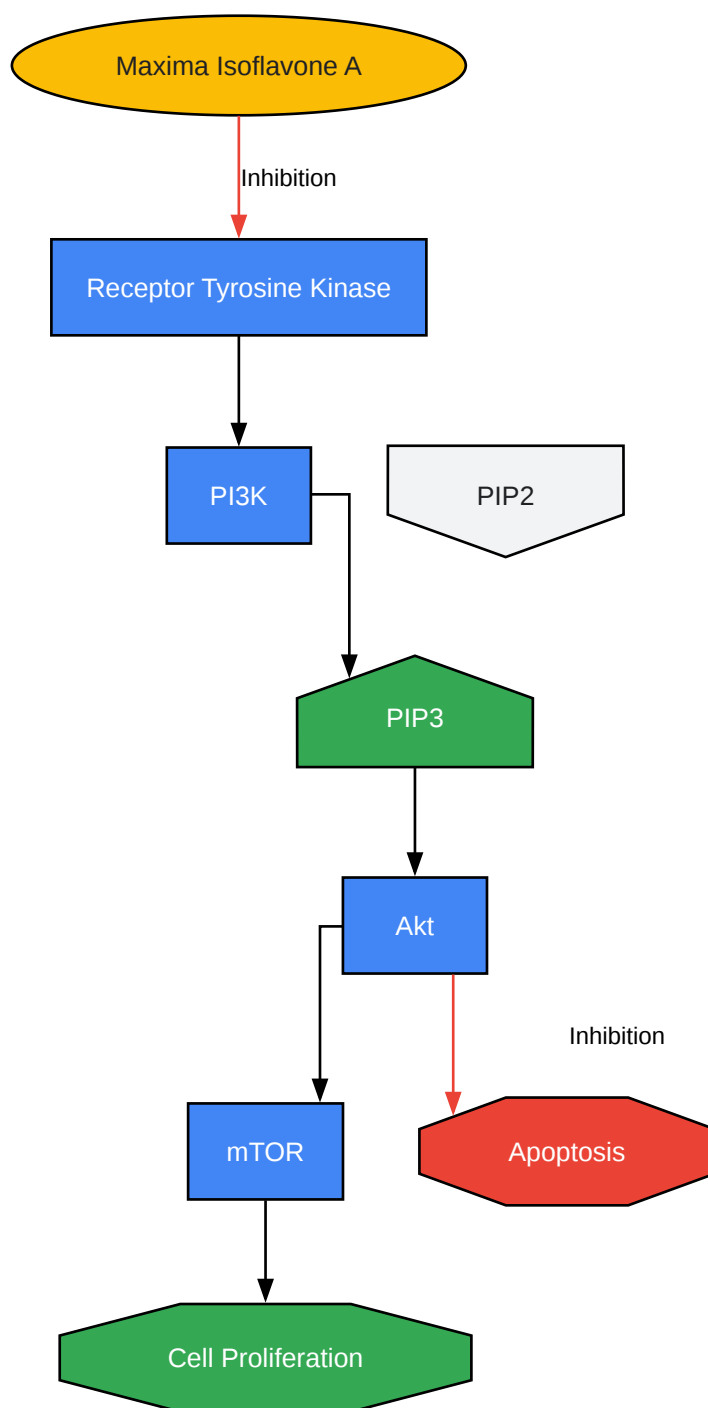 Maxima Isoflavone A
Inhibition
Receptor Tyrosine Kinase
PI3K
PIP2
PIP3
Akt
Inhibition
mTOR
Apoptosis
Cell Proliferation